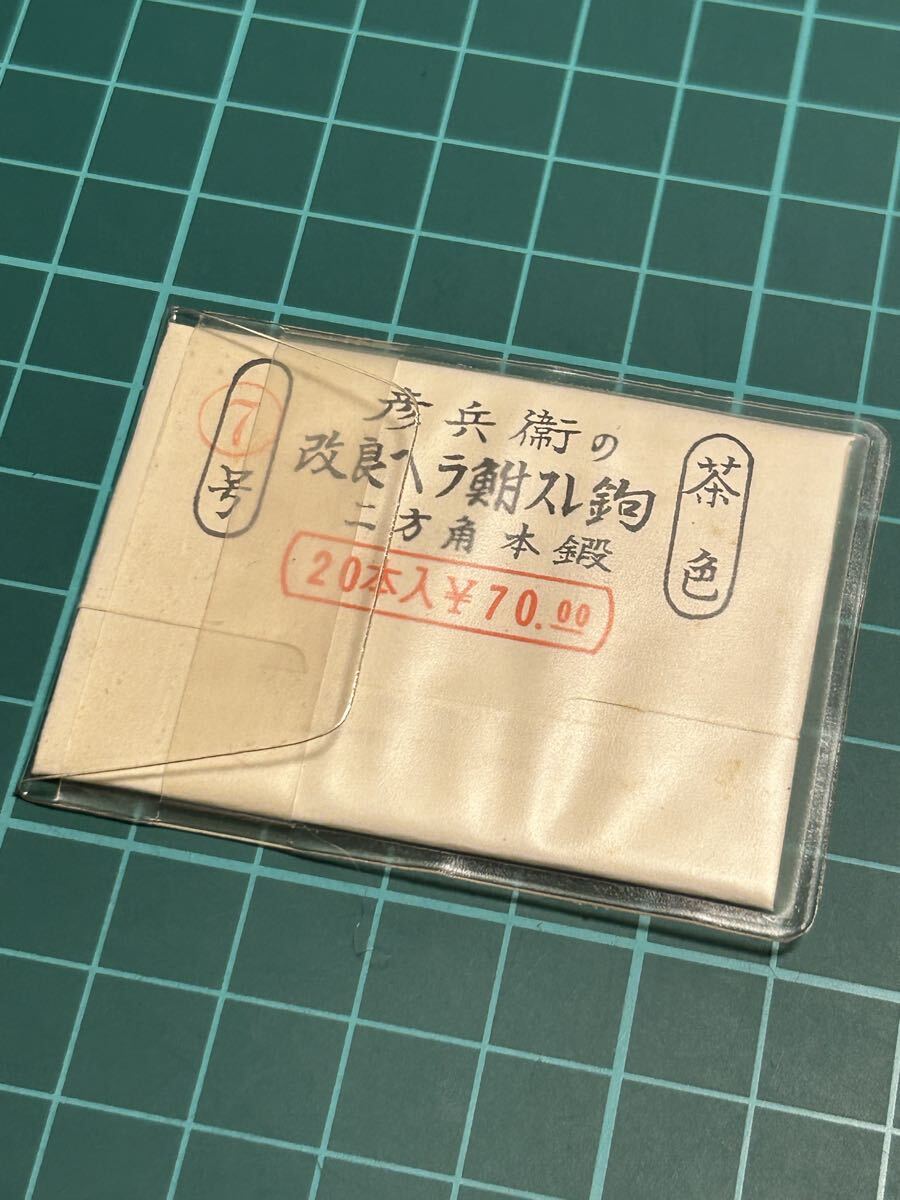 彦兵衞の
改良ヘラ鮒スレ鉤
二方角本鍛
20本入¥70.00
茶色
⑦号